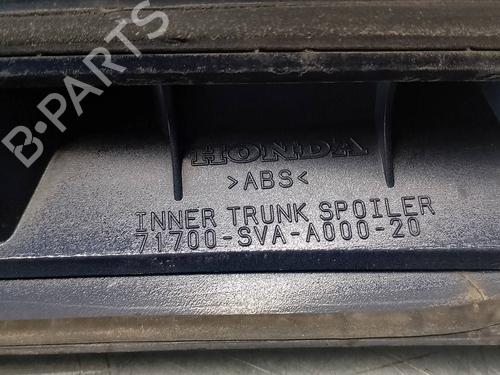 B-PARTS
HONDA
>ABS<
INNER TRUNK SPOILER
71700-SVA-A000-20